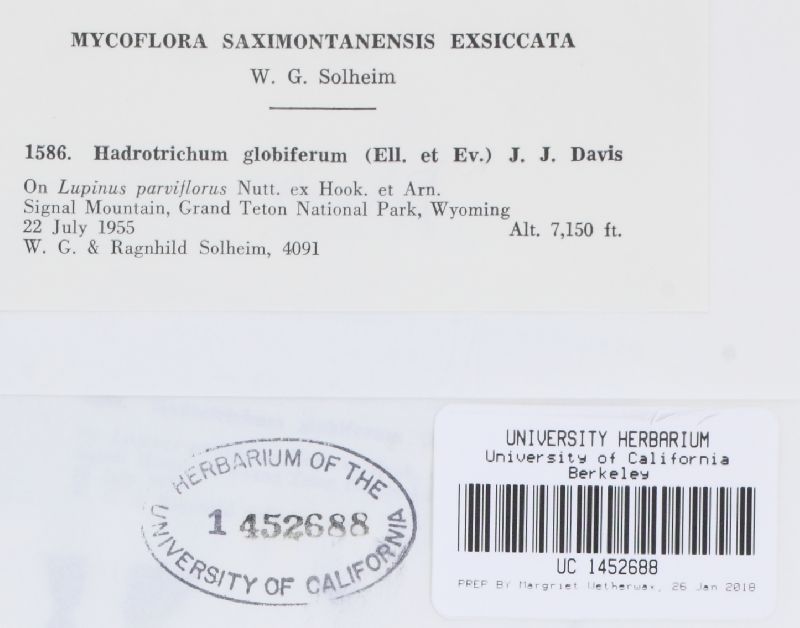 MYCOFLORA SAXIMONTANENSIS EXSICCATA
W. G. Solheim
1586. Hadrotrichum globiferum (Ell. et Ev.) J. J. Davis
On Lupinus parviflorus Nutt. ex Hook. et Arn.
Signal Mountain, Grand Teton National Park, Wyoming
22 July 1955 Alt. 7,150 ft.
W. G. & Ragnhild Solheim, 4091
HERBARIUM OF THE
1452688
UNIVERSITY OF CALIFORNIA
UNIVERSITY HERBARIUM
University of California
Berkeley
UC 1452688
PREP BY Margriet Wetherwax, 26 Jan 2018